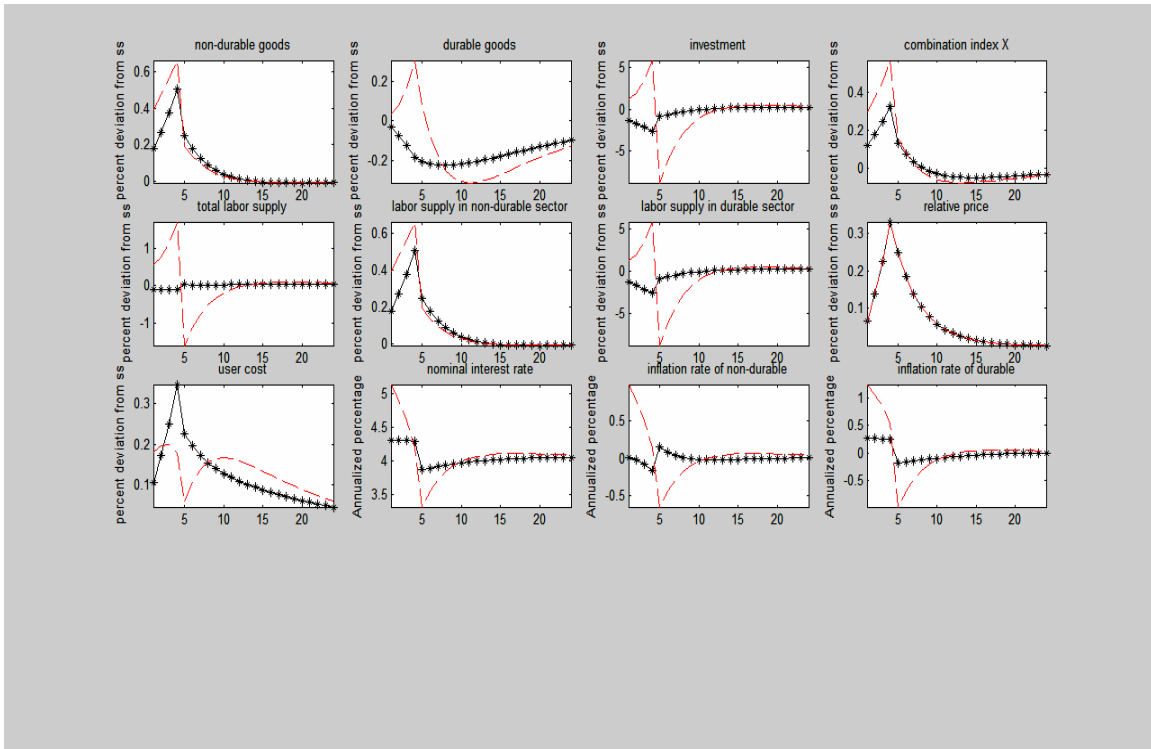 non-durable goods
durable goods
investment
combination index X
percent deviation from ss
percent deviation from ss
percent deviation from ss
percent deviation from ss
0.6
0.4
0.2
0
0.2
0
-0.2
5
0
-5
0.4
0.2
0
5 10 15 20
5 10 15 20
5 10 15 20
5 10 15 20
total labor supply
labor supply in non-durable sector
labor supply in durable sector
relative price
percent deviation from ss
percent deviation from ss
percent deviation from ss
percent deviation from ss
1
0
-1
0.6
0.4
0.2
0
5
0
-5
0.3
0.2
0.1
5 10 15 20
5 10 15 20
5 10 15 20
5 10 15 20
user cost
nominal interest rate
inflation rate of non-durable
inflation rate of durable
percent deviation from ss
Annualized percentage
Annualized percentage
Annualized percentage
0.3
0.2
0.1
5
4.5
4
3.5
0.5
0
-0.5
1
0.5
0
-0.5
5 10 15 20
5 10 15 20
5 10 15 20
5 10 15 20